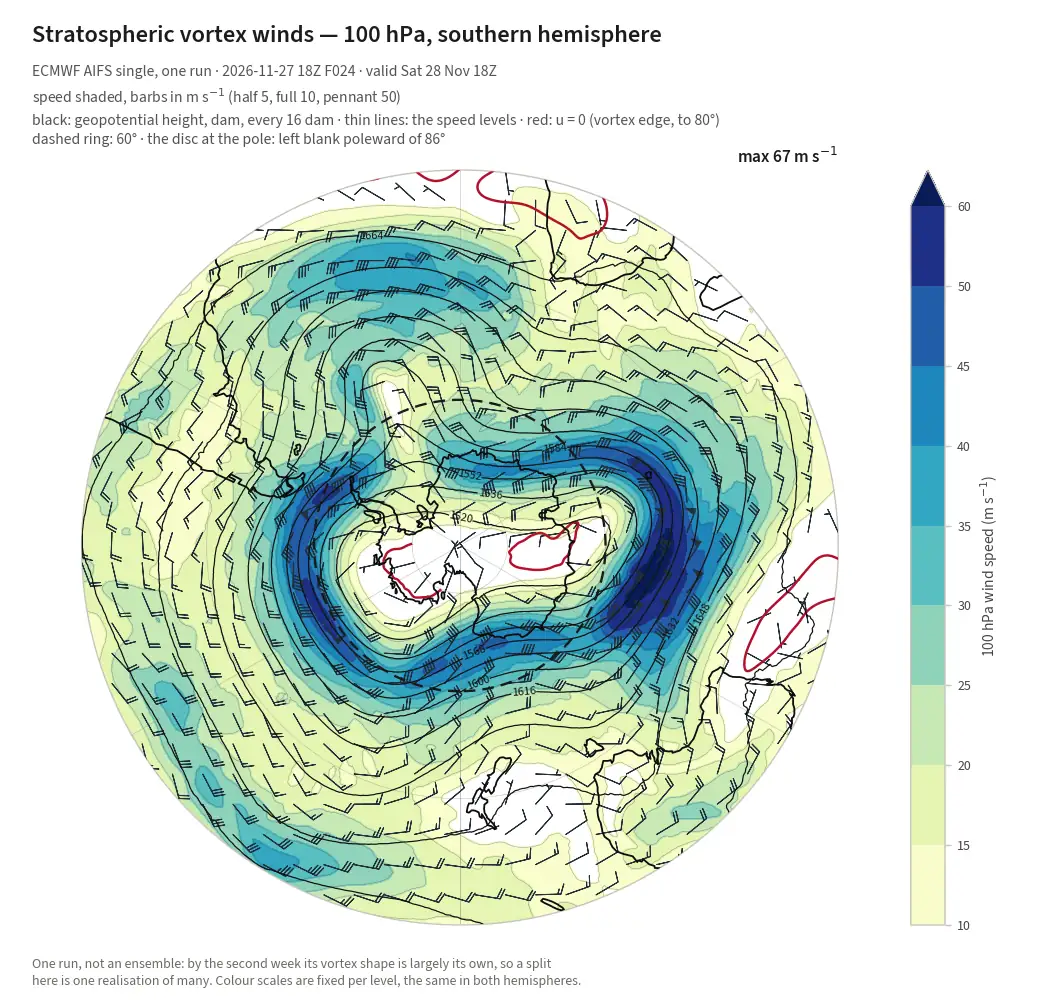 Stratospheric vortex winds — 100 hPa, southern hemisphere
ECMWF AIFS single, one run · 2026-11-27 18Z F024 · valid Sat 28 Nov 18Z
speed shaded, barbs in m s⁻¹ (half 5, full 10, pennant 50)
black: geopotential height, dam, every 16 dam · thin lines: the speed levels · red: u = 0 (vortex edge, to 80°)
dashed ring: 60° · the disc at the pole: left blank poleward of 86°
max 67 m s⁻¹
60
50
45
40
35
30
25
20
15
10
100 hPa wind speed (m s⁻¹)
1664
1584
1552
1536
1520
1648
1632
1568
1600
1616
One run, not an ensemble: by the second week its vortex shape is largely its own, so a split
here is one realisation of many. Colour scales are fixed per level, the same in both hemispheres.